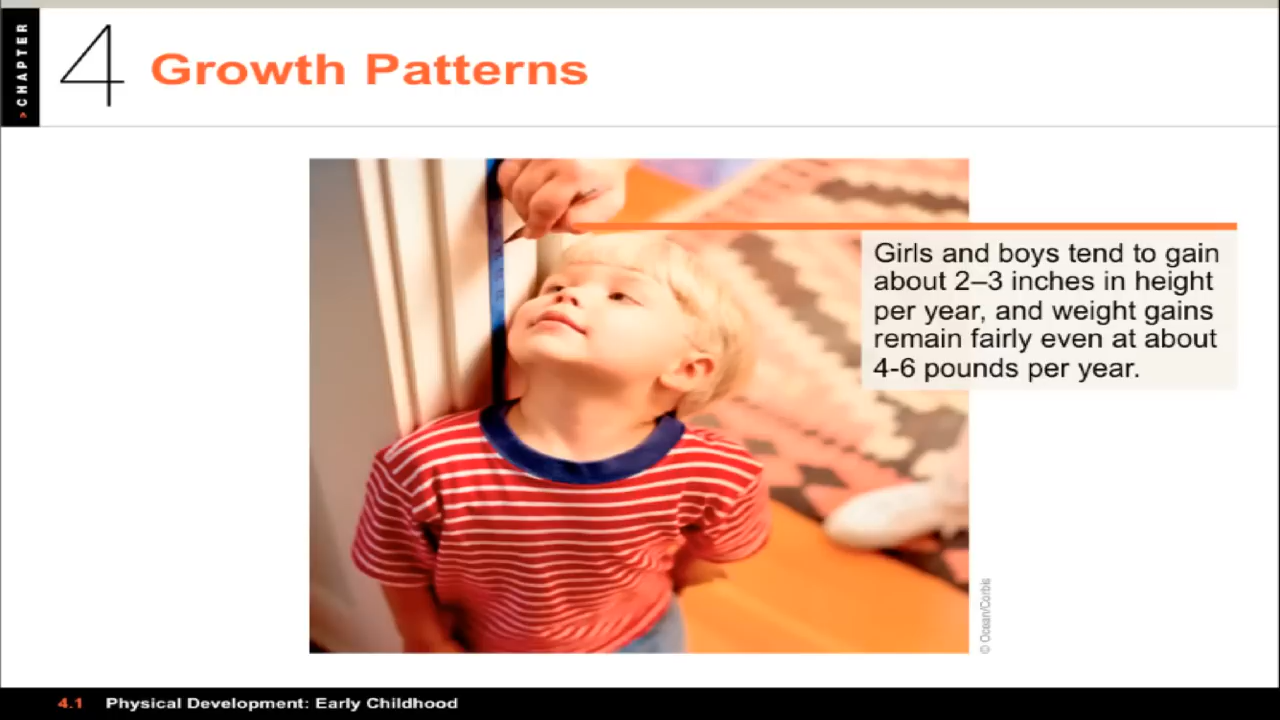 > CHAPTER
4 Growth Patterns
Girls and boys tend to gain
about 2–3 inches in height
per year, and weight gains
remain fairly even at about
4-6 pounds per year.
© Ocean/Corbis
4.1 Physical Development: Early Childhood